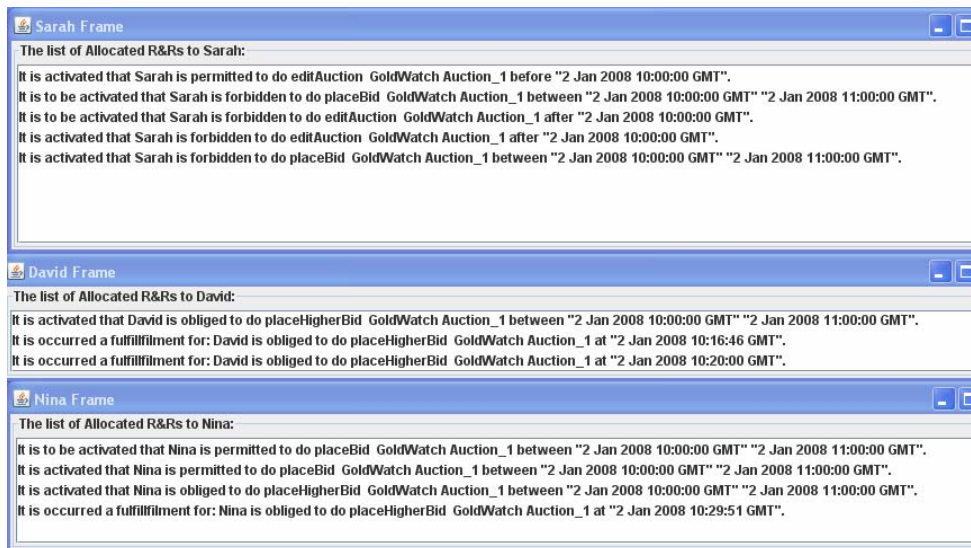 Sarah Frame
The list of Allocated R&Rs to Sarah:
It is activated that Sarah is permitted to do editAuction GoldWatch Auction_1 before "2 Jan 2008 10:00:00 GMT".
It is to be activated that Sarah is forbidden to do placeBid GoldWatch Auction_1 between "2 Jan 2008 10:00:00 GMT" "2 Jan 2008 11:00:00 GMT".
It is to be activated that Sarah is forbidden to do editAuction GoldWatch Auction_1 after "2 Jan 2008 10:00:00 GMT".
It is activated that Sarah is forbidden to do editAuction GoldWatch Auction_1 after "2 Jan 2008 10:00:00 GMT".
It is activated that Sarah is forbidden to do placeBid GoldWatch Auction_1 between "2 Jan 2008 10:00:00 GMT" "2 Jan 2008 11:00:00 GMT".
David Frame
The list of Allocated R&Rs to David:
It is activated that David is obliged to do placeHigherBid GoldWatch Auction_1 between "2 Jan 2008 10:00:00 GMT" "2 Jan 2008 11:00:00 GMT".
It is occurred a fulfillfilment for: David is obliged to do placeHigherBid GoldWatch Auction_1 at "2 Jan 2008 10:16:46 GMT".
It is occurred a fulfillfilment for: David is obliged to do placeHigherBid GoldWatch Auction_1 at "2 Jan 2008 10:20:00 GMT".
Nina Frame
The list of Allocated R&Rs to Nina:
It is to be activated that Nina is permitted to do placeBid GoldWatch Auction_1 between "2 Jan 2008 10:00:00 GMT" "2 Jan 2008 11:00:00 GMT".
It is activated that Nina is permitted to do placeBid GoldWatch Auction_1 between "2 Jan 2008 10:00:00 GMT" "2 Jan 2008 11:00:00 GMT".
It is activated that Nina is obliged to do placeHigherBid GoldWatch Auction_1 between "2 Jan 2008 10:00:00 GMT" "2 Jan 2008 11:00:00 GMT".
It is occurred a fulfillfilment for: Nina is obliged to do placeHigherBid GoldWatch Auction_1 at "2 Jan 2008 10:29:51 GMT".